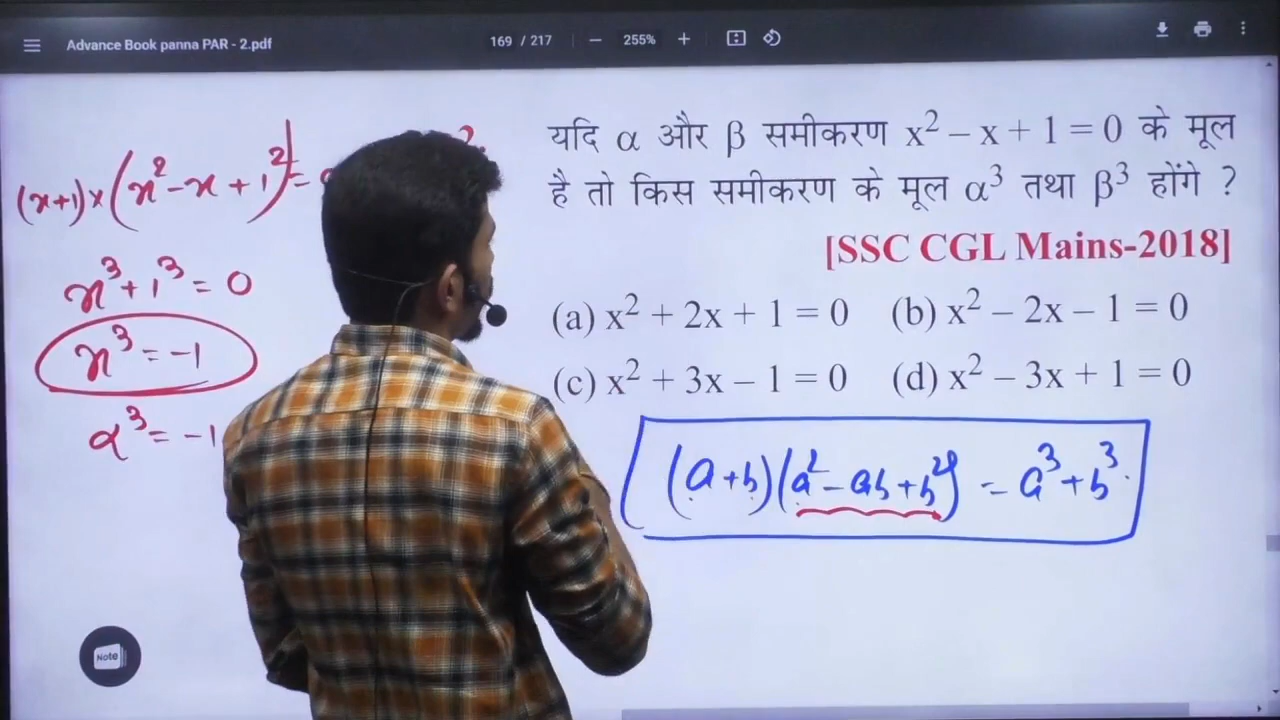 Advance Book panna PAR - 2.pdf
169 / 217
255%
यदि α और β समीकरण x² – x + 1 = 0 के मूल
है तो किस समीकरण के मूल α³ तथा β³ होंगे ?
[SSC CGL Mains-2018]
(a) x² + 2x + 1 = 0 (b) x² – 2x – 1 = 0
(c) x² + 3x – 1 = 0 (d) x² – 3x + 1 = 0
(a+b)(a²-ab+b²) = a³+b³
(x+1)×(x²-x+1²)=
x³+1³=0
x³=-1
α³=-1
Note